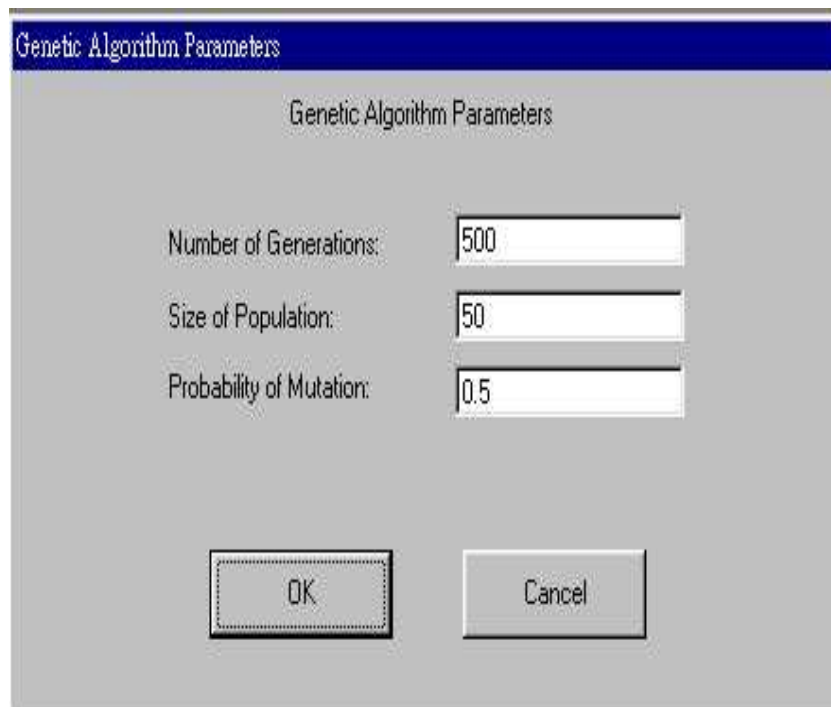 Genetic Algorithm Parameters
Genetic Algorithm Parameters
Number of Generations: 500
Size of Population: 50
Probability of Mutation: 0.5
OK Cancel